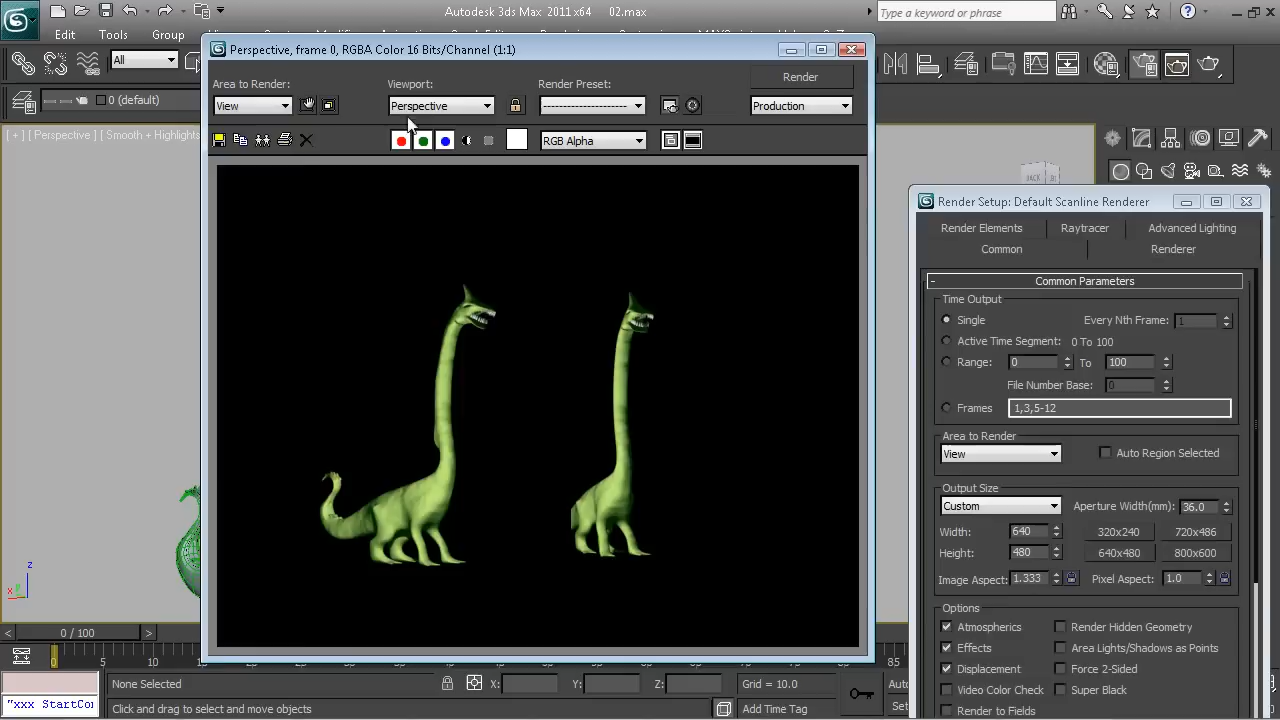 Autodesk 3ds Max 2011 x64 02.max
Type a keyword or phrase
Edit Tools Group
All
0 (default)
[+] [Perspective] [Smooth + Highlights
Perspective, frame 0, RGBA Color 16 Bits/Channel (1:1)
Area to Render: Viewport: Render Preset: Render
View Perspective Production
RGB Alpha
BACK
Render Setup: Default Scanline Renderer
Render Elements Raytracer Advanced Lighting
Common Renderer
- Common Parameters
Time Output
Single Every Nth Frame: 1
Active Time Segment: 0 To 100
Range: 0 To 100
File Number Base: 0
Frames 1,3,5-12
Area to Render
View Auto Region Selected
Output Size
Custom Aperture Width(mm): 36.0
Width: 640 320x240 720x486
Height: 480 640x480 800x600
Image Aspect: 1.333 Pixel Aspect: 1.0
Options
Atmospherics Render Hidden Geometry
Effects Area Lights/Shadows as Points
Displacement Force 2-Sided
Video Color Check Super Black
Render to Fields
z
x y
< 0 / 100 >
0 5 10 15 85
None Selected X: Y: Z: Grid = 10.0
"xxx StartCo Click and drag to select and move objects Add Time Tag